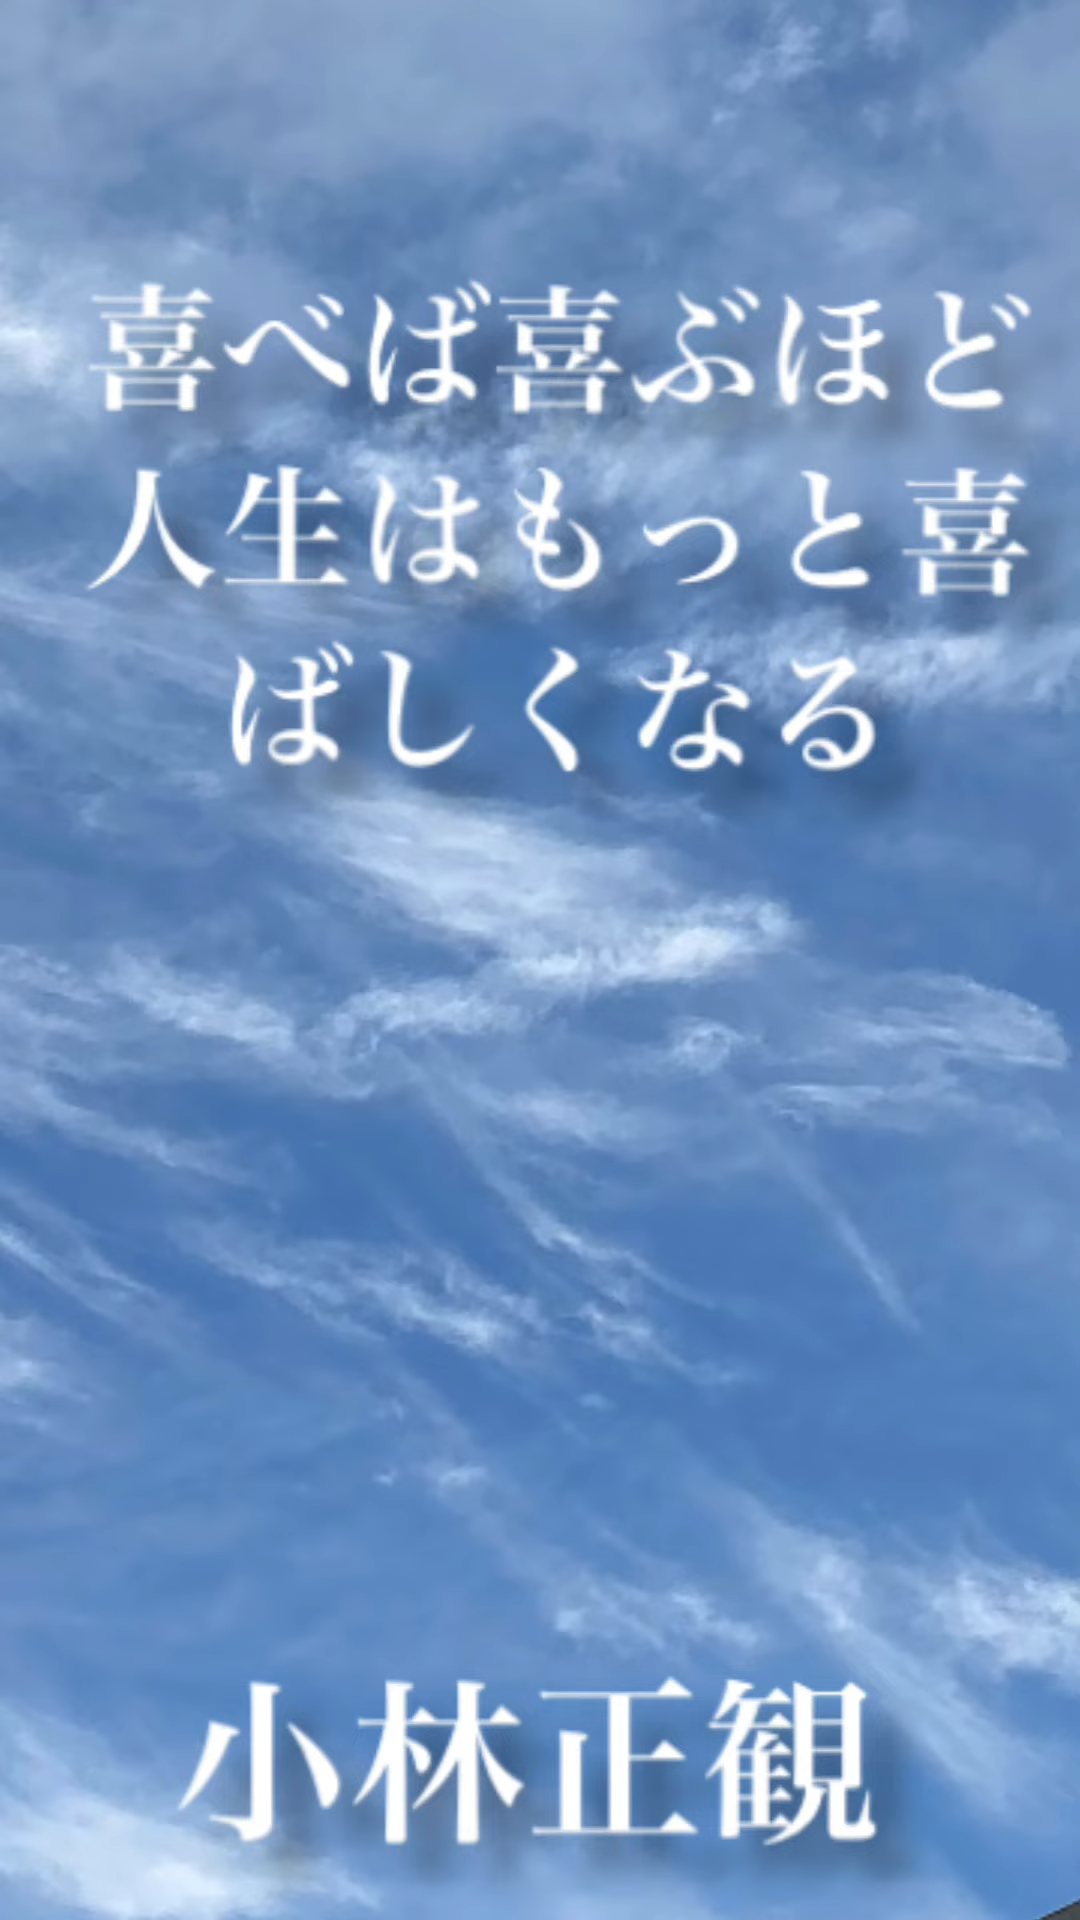 喜べば喜ぶほど
人生はもっと喜
ばしくなる
小林正観